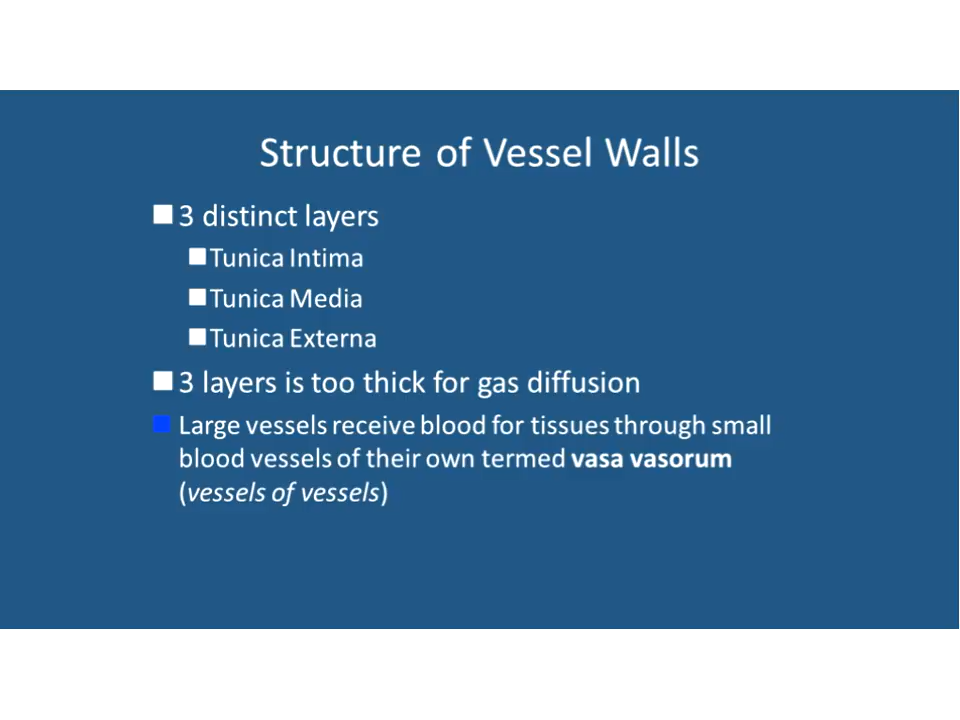 Structure of Vessel Walls
3 distinct layers
Tunica Intima
Tunica Media
Tunica Externa
3 layers is too thick for gas diffusion
Large vessels receive blood for tissues through small
blood vessels of their own termed vasa vasorum
(vessels of vessels)